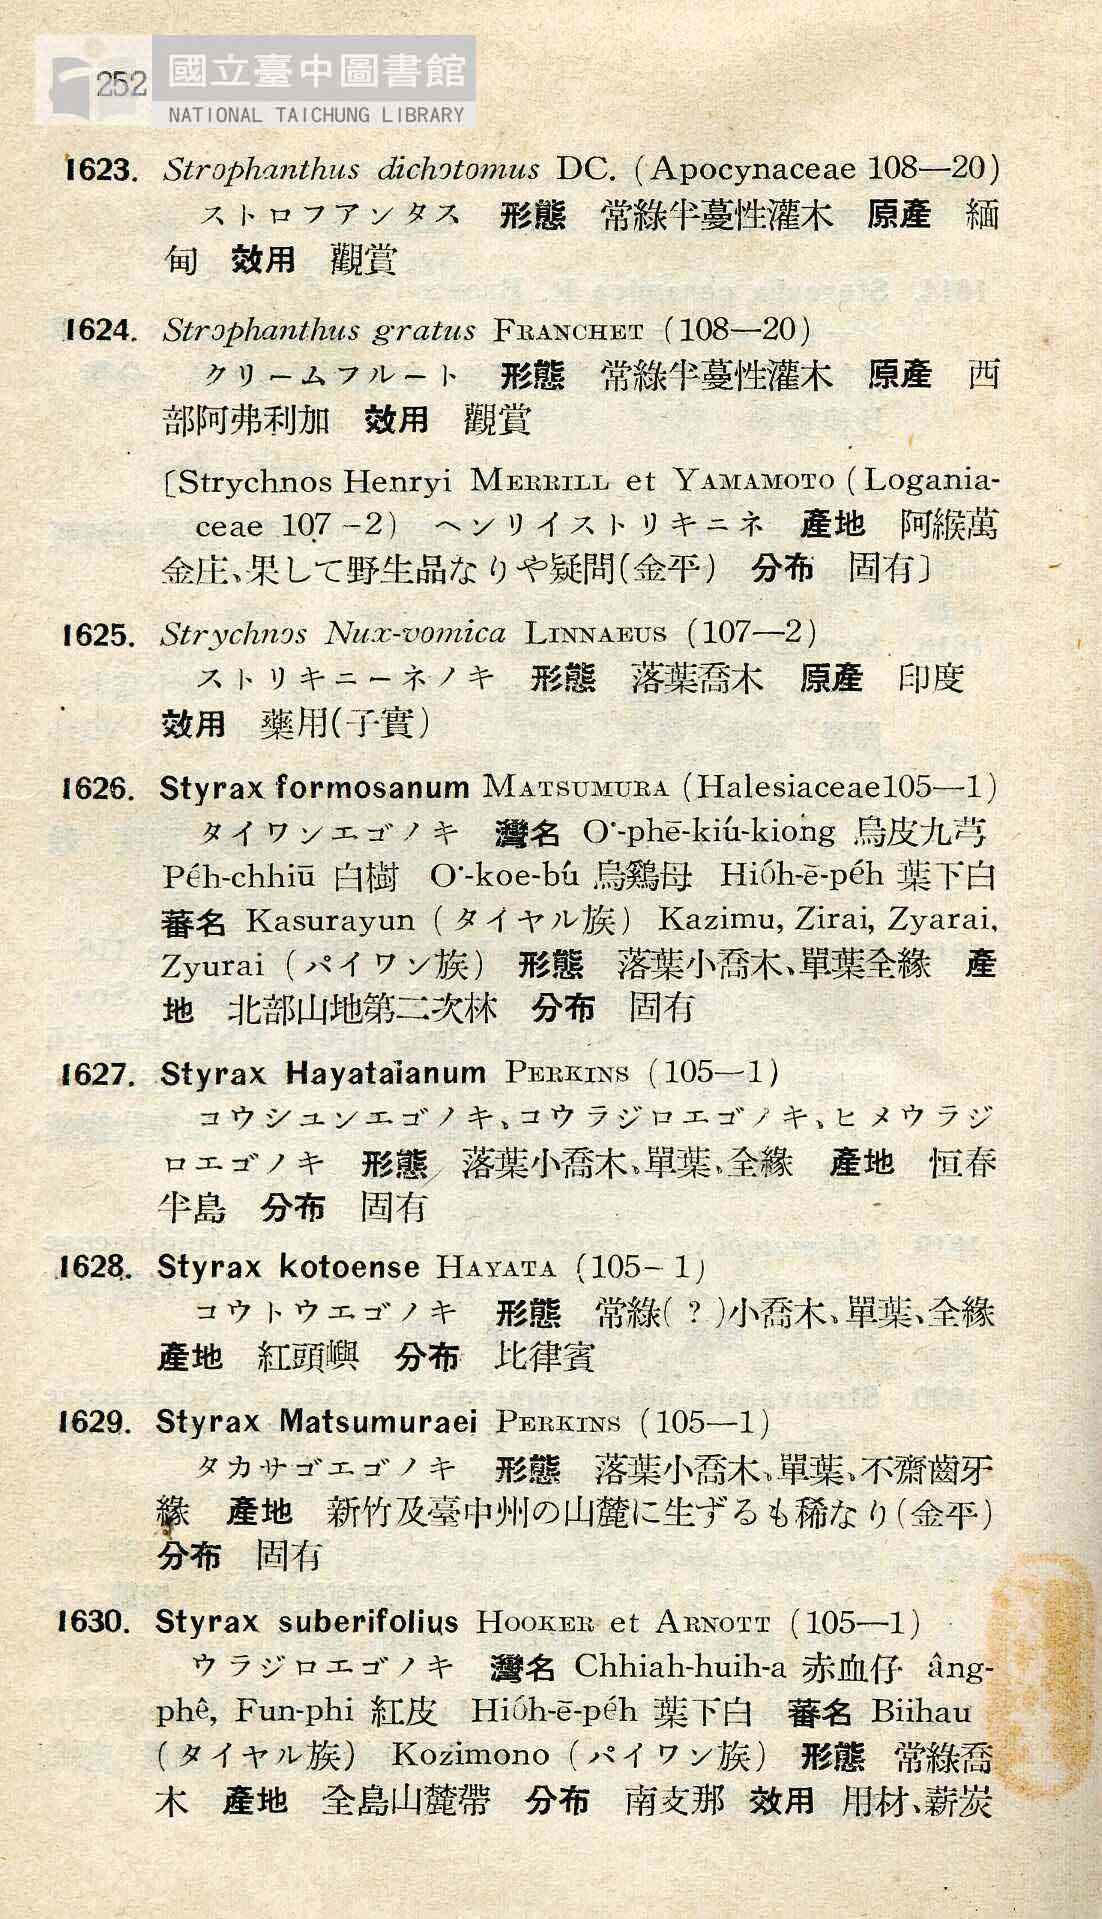 252
國立臺中圖書館
NATIONAL TAICHUNG LIBRARY
1623. Strophanthus dichotomus DC. (Apocynaceae 108—20)
ストロフアンタス 形態 常綠半蔓性灌木 原產 緬
甸 效用 觀賞
1624. Strophanthus gratus FRANCHET (108—20)
クリームフルート 形態 常綠半蔓性灌木 原產 西
部阿弗利加 效用 觀賞
〔Strychnos Henryi MERRILL et YAMAMOTO (Logania-
ceae 107-2) ヘンリイストリキニネ 產地 阿緱萬
金庄、果して野生品なりや疑問(金平) 分布 固有〕
1625. Strychnos Nux-vomica LINNAEUS (107—2)
ストリキニーネノキ 形態 落葉喬木 原產 印度
效用 藥用(子實)
1626. Styrax formosanum MATSUMURA (Halesiaceae105—1)
タイワンエゴノキ 灣名 O·-phē-kiú-kiong 烏皮九芎
Péh-chhiū 白樹 O·-koe-bú 烏鷄母 Hióh-ē-péh 葉下白
蕃名 Kasurayun (タイヤル族) Kazimu, Zirai, Zyarai,
Zyurai (パイワン族) 形態 落葉小喬木、單葉全緣 產
地 北部山地第二次林 分布 固有
1627. Styrax Hayataianum PERKINS (105—1)
コウシユンエゴノキ、コウラジロエゴノキ、ヒメウラジ
ロエゴノキ 形態 落葉小喬木、單葉、全緣 產地 恒春
半島 分布 固有
1628. Styrax kotoense HAYATA (105-1)
コウトウエゴノキ 形態 常綠(?)小喬木、單葉、全緣
產地 紅頭嶼 分布 比律賓
1629. Styrax Matsumuraei PERKINS (105—1)
タカサゴエゴノキ 形態 落葉小喬木、單葉、不齋齒牙
緣 產地 新竹及臺中州の山麓に生ずるも稀なり(金平)
分布 固有
1630. Styrax suberifolius HOOKER et ARNOTT (105—1)
ウラジロエゴノキ 灣名 Chhiah-huih-a 赤血仔 âng-
phê, Fun-phi 紅皮 Hióh-ē-péh 葉下白 蕃名 Biihau
(タイヤル族) Kozimono (パイワン族) 形態 常綠喬
木 產地 全島山麓帶 分布 南支那 效用 用材、薪炭